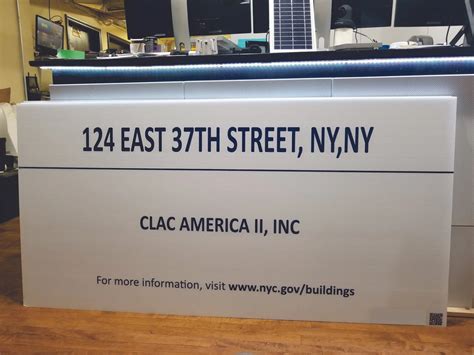 124 EAST 37TH STREET, NY,NY
CLAC AMERICA II, INC
For more information, visit www.nyc.gov/buildings